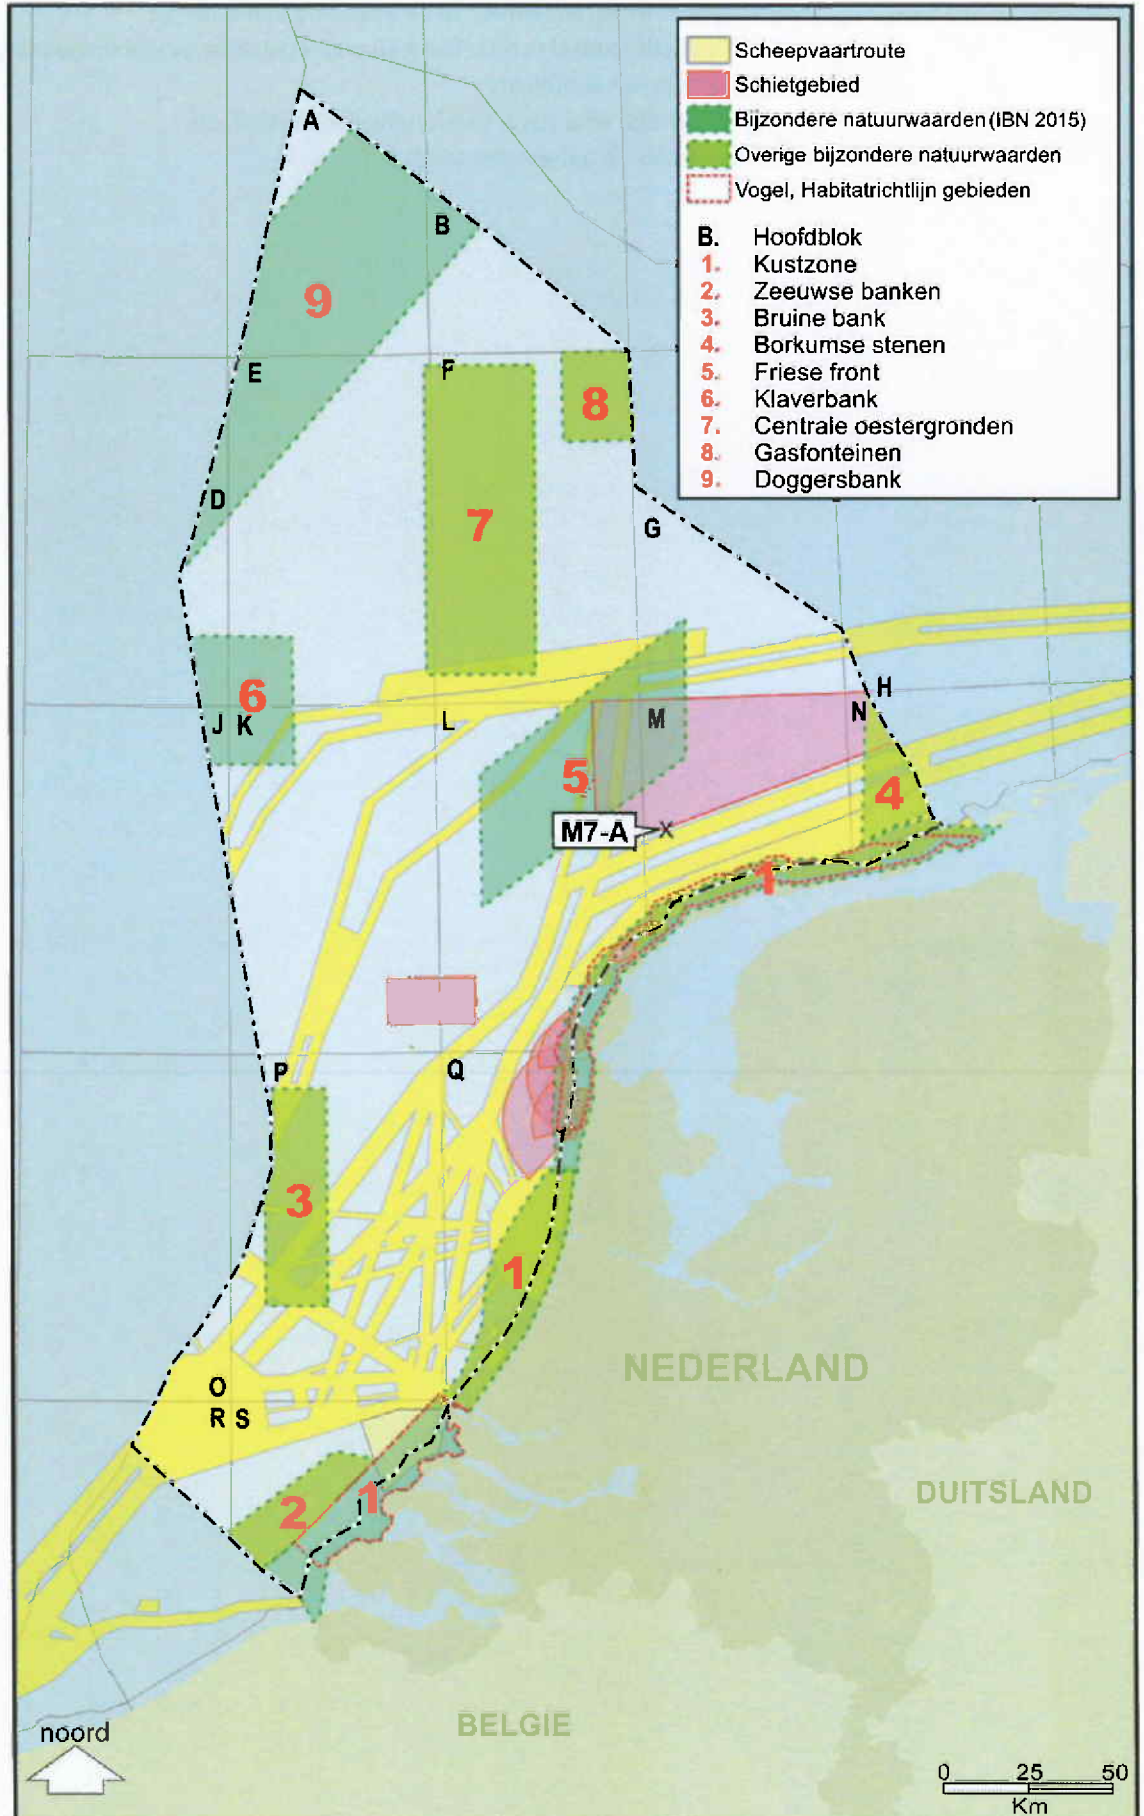 Scheepvaartroute
Schietgebied
Bijzondere natuurwaarden (IBN 2015)
Overige bijzondere natuurwaarden
Vogel, Habitatrichtlijn gebieden
B. Hoofdblok
1. Kustzone
2. Zeeuwse banken
3. Bruine bank
4. Borkumse stenen
5. Friese front
6. Klaverbank
7. Centrale oestergronden
8. Gasfonteinen
9. Doggersbank
A
B
9
E
F
8
D
7
G
6
H
J K
L
M
N
5
4
M7-A
1
P
Q
3
1
NEDERLAND
O
R S
2
1
DUITSLAND
BELGIE
noord
0 25 50
Km